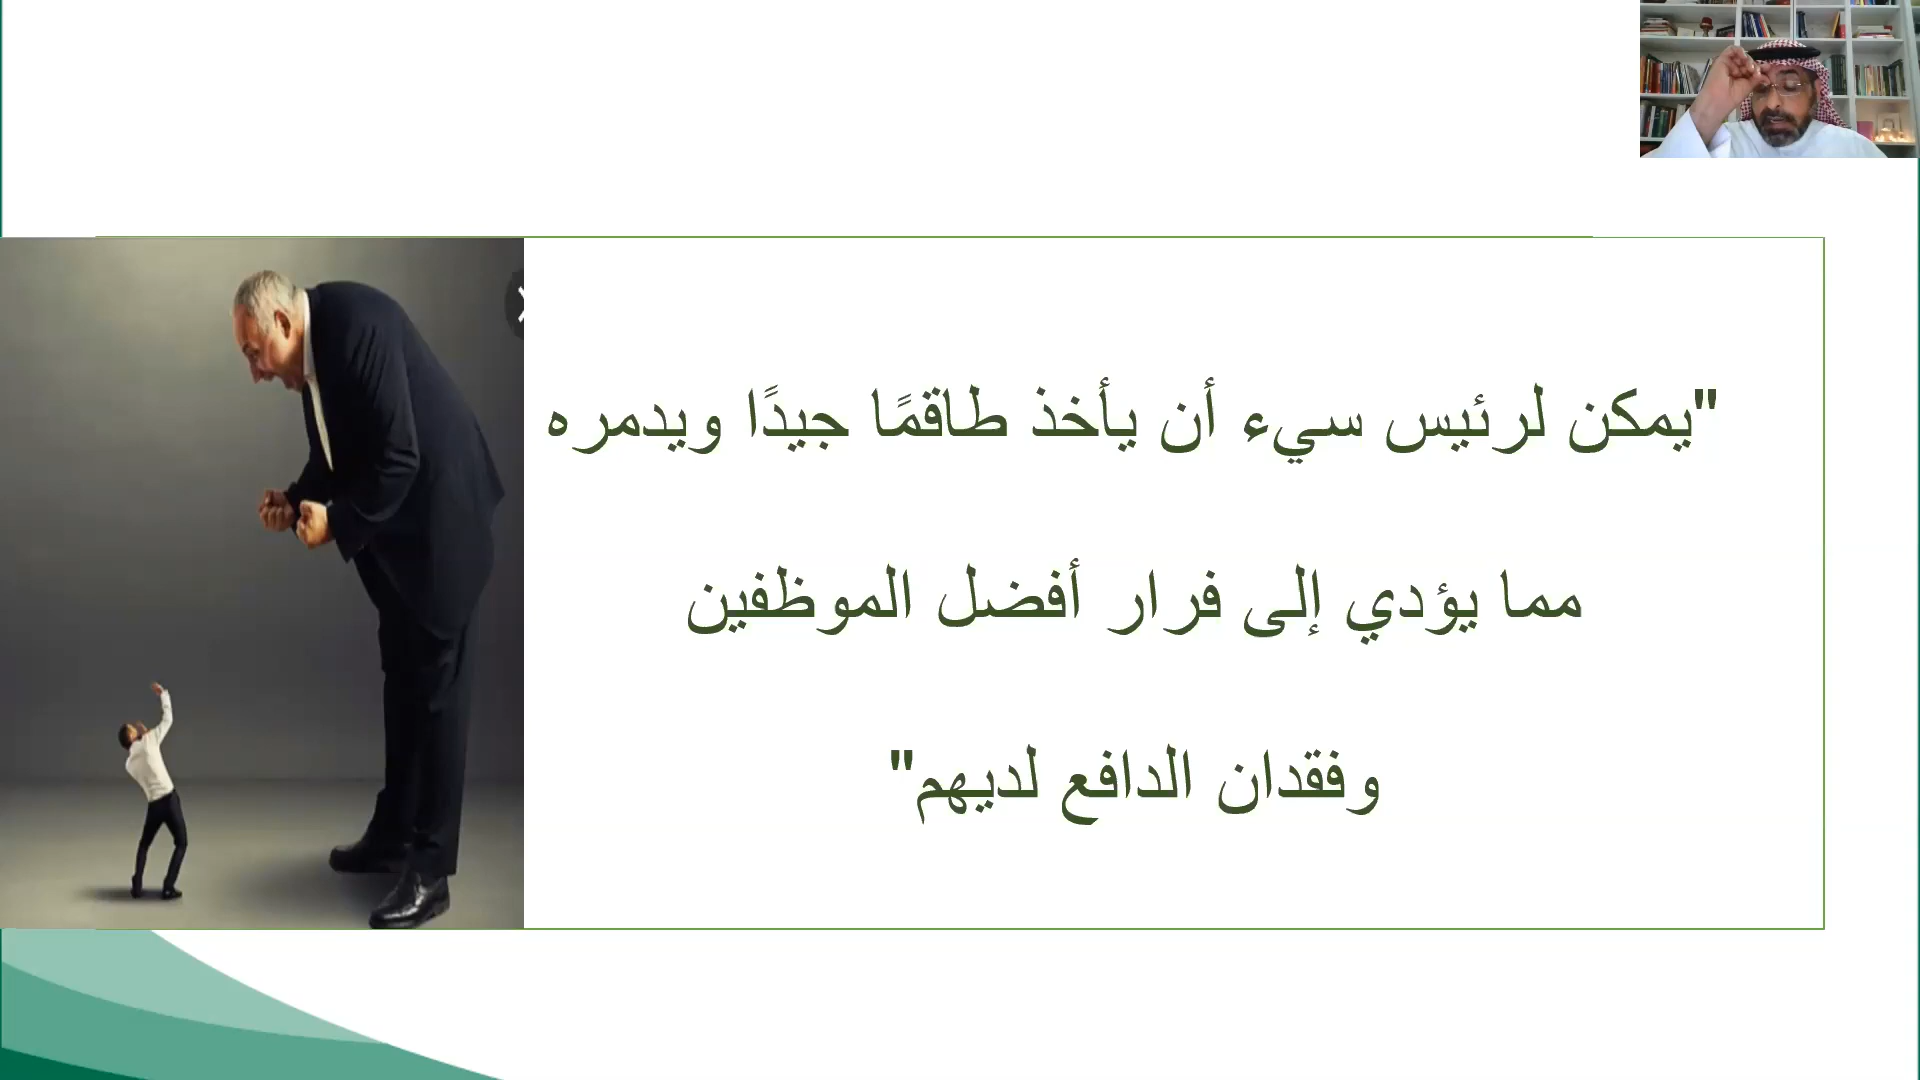 "يمكن لرئيس سيء أن يأخذ طاقمًا جيدًا ويدمره
مما يؤدي إلى فرار أفضل الموظفين
وفقدان الدافع لديهم"